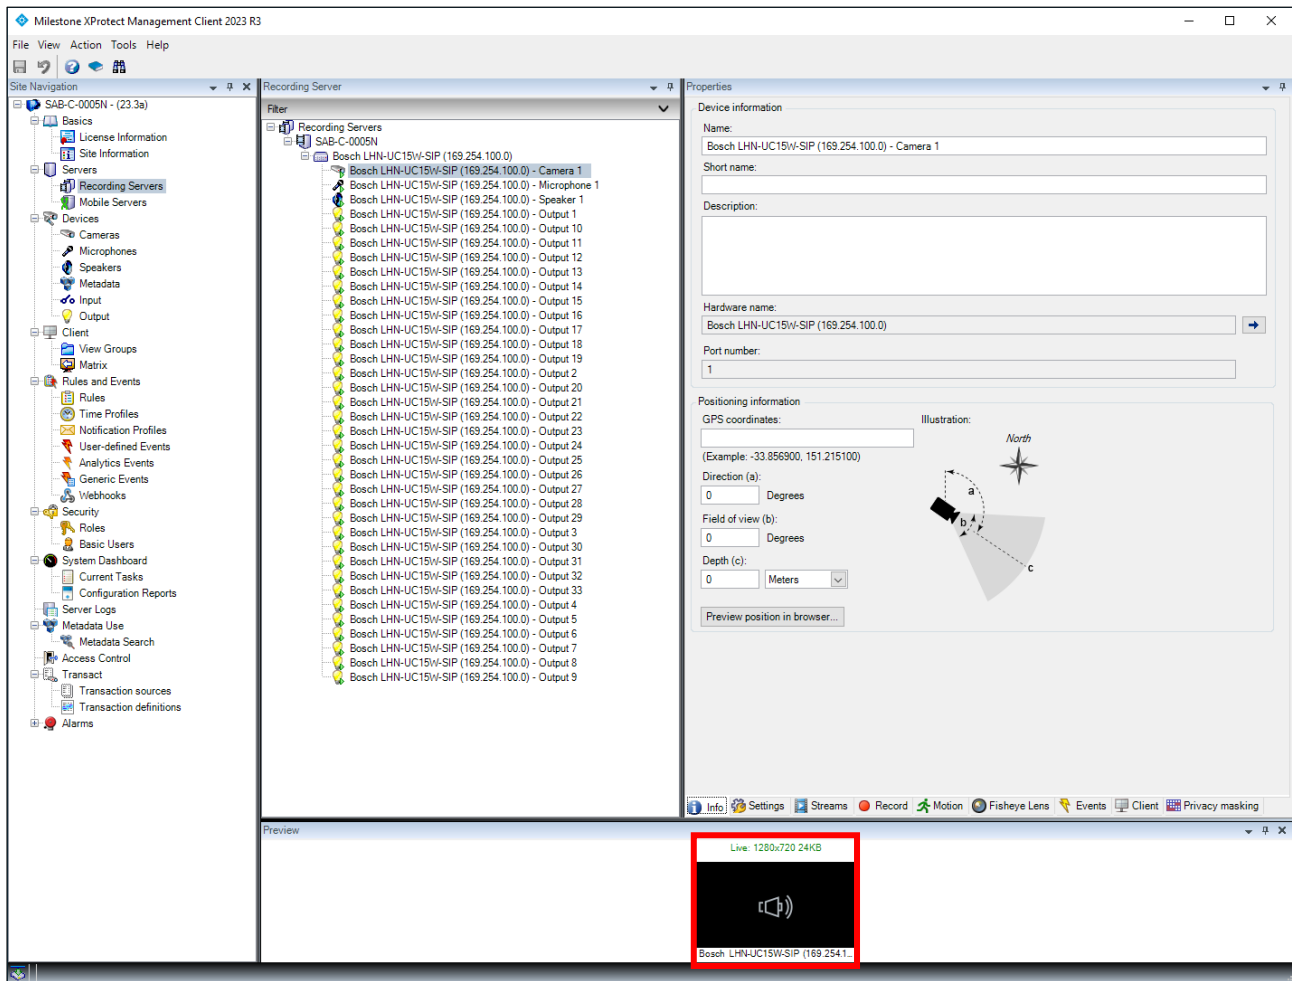 Milestone XProtect Management Client 2023 R3
File View Action Tools Help
Site Navigation
SAB-C-0005N - (23.3a)
Basics
License Information
Site Information
Servers
Recording Servers
Mobile Servers
Devices
Cameras
Microphones
Speakers
Metadata
Input
Output
Client
View Groups
Matrix
Rules and Events
Rules
Time Profiles
Notification Profiles
User-defined Events
Analytics Events
Generic Events
Webhooks
Security
Roles
Basic Users
System Dashboard
Current Tasks
Configuration Reports
Server Logs
Metadata Use
Metadata Search
Access Control
Transact
Transaction sources
Transaction definitions
Alarms
Recording Server
Filter
Recording Servers
SAB-C-0005N
Bosch LHN-UC15W-SIP (169.254.100.0)
Bosch LHN-UC15W-SIP (169.254.100.0) - Camera 1
Bosch LHN-UC15W-SIP (169.254.100.0) - Microphone 1
Bosch LHN-UC15W-SIP (169.254.100.0) - Speaker 1
Bosch LHN-UC15W-SIP (169.254.100.0) - Output 1
Bosch LHN-UC15W-SIP (169.254.100.0) - Output 10
Bosch LHN-UC15W-SIP (169.254.100.0) - Output 11
Bosch LHN-UC15W-SIP (169.254.100.0) - Output 12
Bosch LHN-UC15W-SIP (169.254.100.0) - Output 13
Bosch LHN-UC15W-SIP (169.254.100.0) - Output 14
Bosch LHN-UC15W-SIP (169.254.100.0) - Output 15
Bosch LHN-UC15W-SIP (169.254.100.0) - Output 16
Bosch LHN-UC15W-SIP (169.254.100.0) - Output 17
Bosch LHN-UC15W-SIP (169.254.100.0) - Output 18
Bosch LHN-UC15W-SIP (169.254.100.0) - Output 19
Bosch LHN-UC15W-SIP (169.254.100.0) - Output 2
Bosch LHN-UC15W-SIP (169.254.100.0) - Output 20
Bosch LHN-UC15W-SIP (169.254.100.0) - Output 21
Bosch LHN-UC15W-SIP (169.254.100.0) - Output 22
Bosch LHN-UC15W-SIP (169.254.100.0) - Output 23
Bosch LHN-UC15W-SIP (169.254.100.0) - Output 24
Bosch LHN-UC15W-SIP (169.254.100.0) - Output 25
Bosch LHN-UC15W-SIP (169.254.100.0) - Output 26
Bosch LHN-UC15W-SIP (169.254.100.0) - Output 27
Bosch LHN-UC15W-SIP (169.254.100.0) - Output 28
Bosch LHN-UC15W-SIP (169.254.100.0) - Output 29
Bosch LHN-UC15W-SIP (169.254.100.0) - Output 3
Bosch LHN-UC15W-SIP (169.254.100.0) - Output 30
Bosch LHN-UC15W-SIP (169.254.100.0) - Output 31
Bosch LHN-UC15W-SIP (169.254.100.0) - Output 32
Bosch LHN-UC15W-SIP (169.254.100.0) - Output 33
Bosch LHN-UC15W-SIP (169.254.100.0) - Output 4
Bosch LHN-UC15W-SIP (169.254.100.0) - Output 5
Bosch LHN-UC15W-SIP (169.254.100.0) - Output 6
Bosch LHN-UC15W-SIP (169.254.100.0) - Output 7
Bosch LHN-UC15W-SIP (169.254.100.0) - Output 8
Bosch LHN-UC15W-SIP (169.254.100.0) - Output 9
Properties
Device information
Name:
Bosch LHN-UC15W-SIP (169.254.100.0) - Camera 1
Short name:
Description:
Hardware name:
Bosch LHN-UC15W-SIP (169.254.100.0)
Port number:
1
Positioning information
GPS coordinates:
(Example: -33.856900, 151.215100)
Direction (a):
0 Degrees
Field of view (b):
0 Degrees
Depth (c):
0 Meters
Preview position in browser...
Illustration:
North
a
b
c
Info Settings Streams Record Motion Fisheye Lens Events Client Privacy masking
Preview
Live: 1280x720 24KB
Bosch LHN-UC15W-SIP (169.254.1...